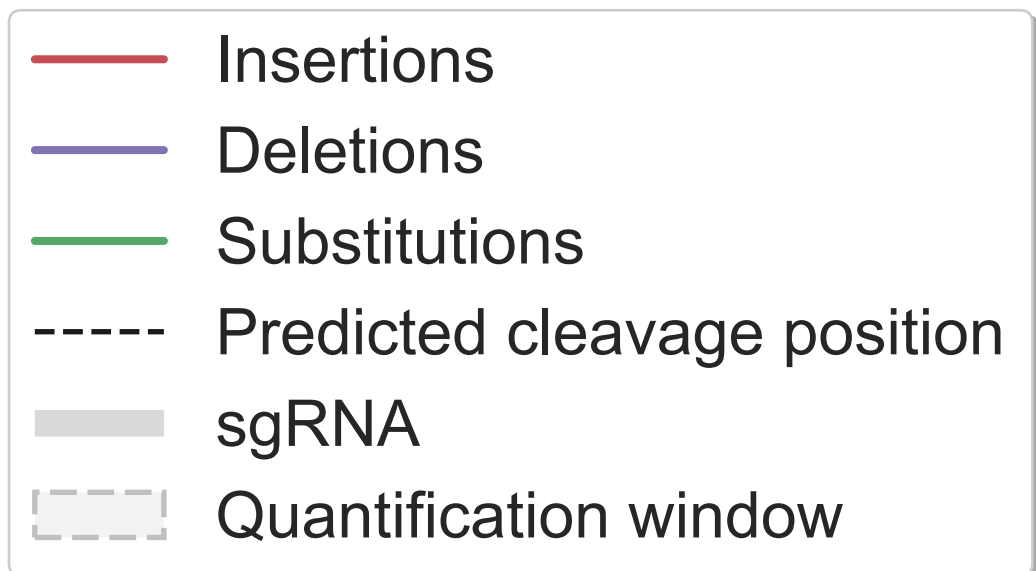 Insertions
Deletions
Substitutions
Predicted cleavage position
sgRNA
Quantification window